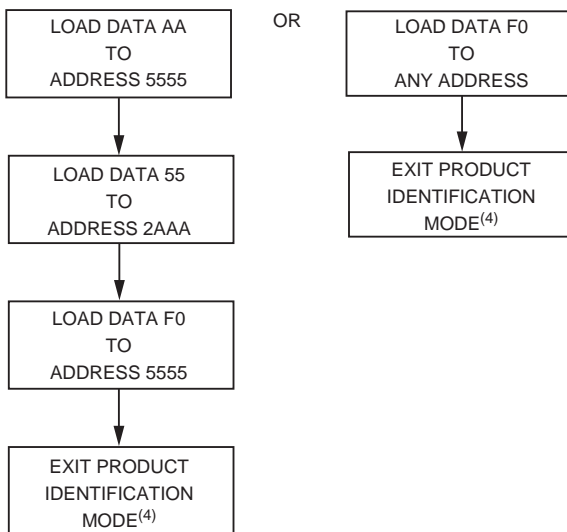 LOAD DATA AA
TO
ADDRESS 5555
LOAD DATA 55
TO
ADDRESS 2AAA
LOAD DATA F0
TO
ADDRESS 5555
EXIT PRODUCT
IDENTIFICATION
MODE(4)
OR
LOAD DATA F0
TO
ANY ADDRESS
EXIT PRODUCT
IDENTIFICATION
MODE(4)